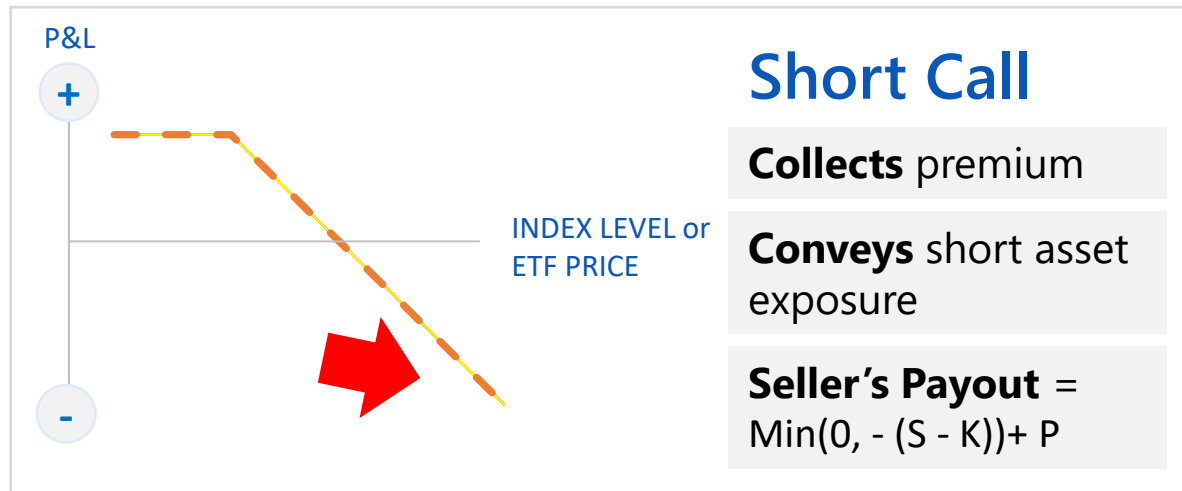 P&L
+
-
INDEX LEVEL or
ETF PRICE
Short Call
Collects premium
Conveys short asset
exposure
Seller's Payout =
Min(0, - (S - K))+ P